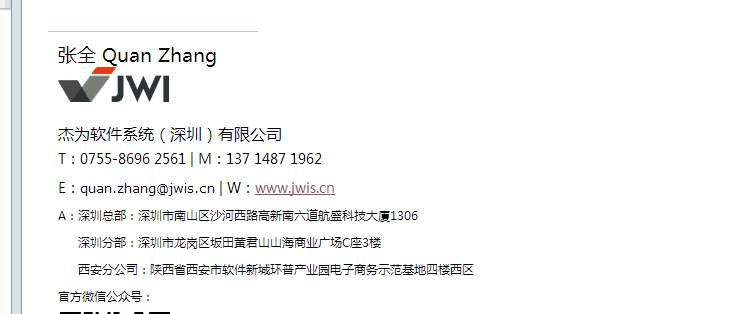 张全 Quan Zhang
JWI
杰为软件系统（深圳）有限公司
T：0755-8696 2561 | M：137 1487 1962
E：quan.zhang@jwis.cn | W：www.jwis.cn
A：深圳总部：深圳市南山区沙河西路高新南六道航盛科技大厦1306
深圳分部：深圳市龙岗区坂田黄君山山海商业广场C座3楼
西安分公司：陕西省西安市软件新城环普产业园电子商务示范基地四楼西区
官方微信公众号：